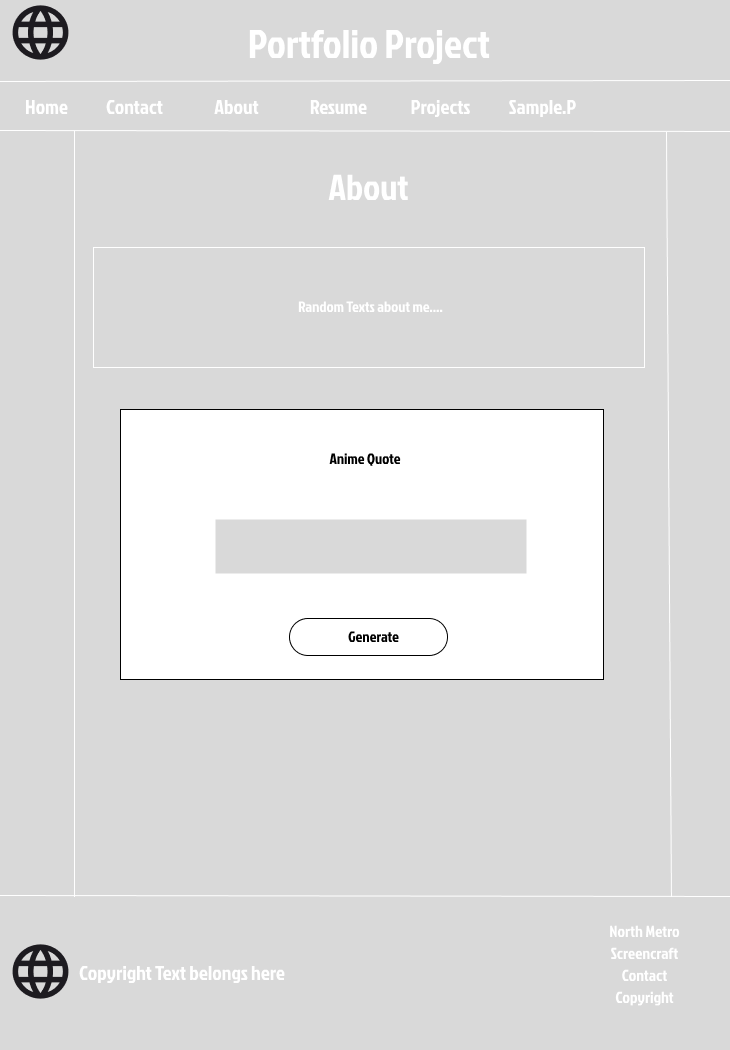 Portfolio Project
Home Contact About Resume Projects Sample.P
About
Random Texts about me....
Anime Quote
Generate
Copyright Text belongs here
North Metro
Screencraft
Contact
Copyright